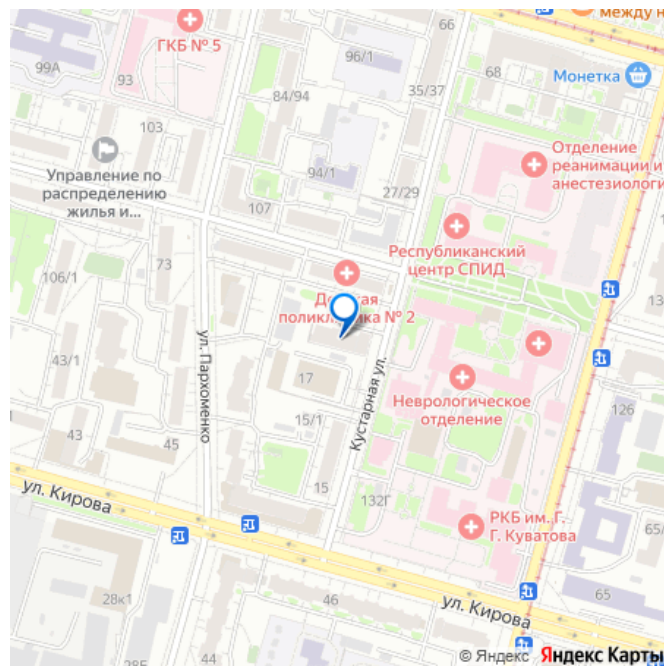 между н
ГКБ № 5
66
96/1
99А
93
68
Монетка
84/94
35/37
103
Отделение
реанимации и
анестезиологи
Управление по
распределению
жилья и...
94/1
27/29
107
Республиканский
центр СПИД
106/1
73
Детская
поликлиника № 2
ул. Пархоменко
Кустарная ул.
43/1
17
Неврологическое
отделение
126
15/1
43
45
15
132Г
ул. Кирова
РКБ им. Г.
Г. Куватова
65/
28к1
46
ул. Кирова
65
28Б
44
© Яндекс Яндекс Карты